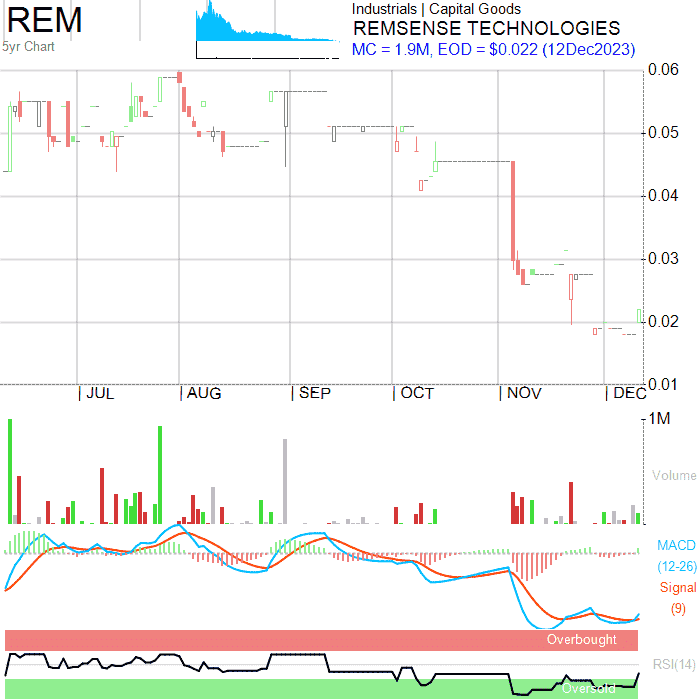 REM
5yr Chart
Industrials | Capital Goods
REMSENSE TECHNOLOGIES
MC = 1.9M, EOD = $0.022 (12Dec2023)
0.06
0.05
0.04
0.03
0.02
0.01
JUL
AUG
SEP
OCT
NOV
DEC
1M
Volume
MACD
(12-26)
Signal
(9)
Overbought
RSI(14)
Oversold